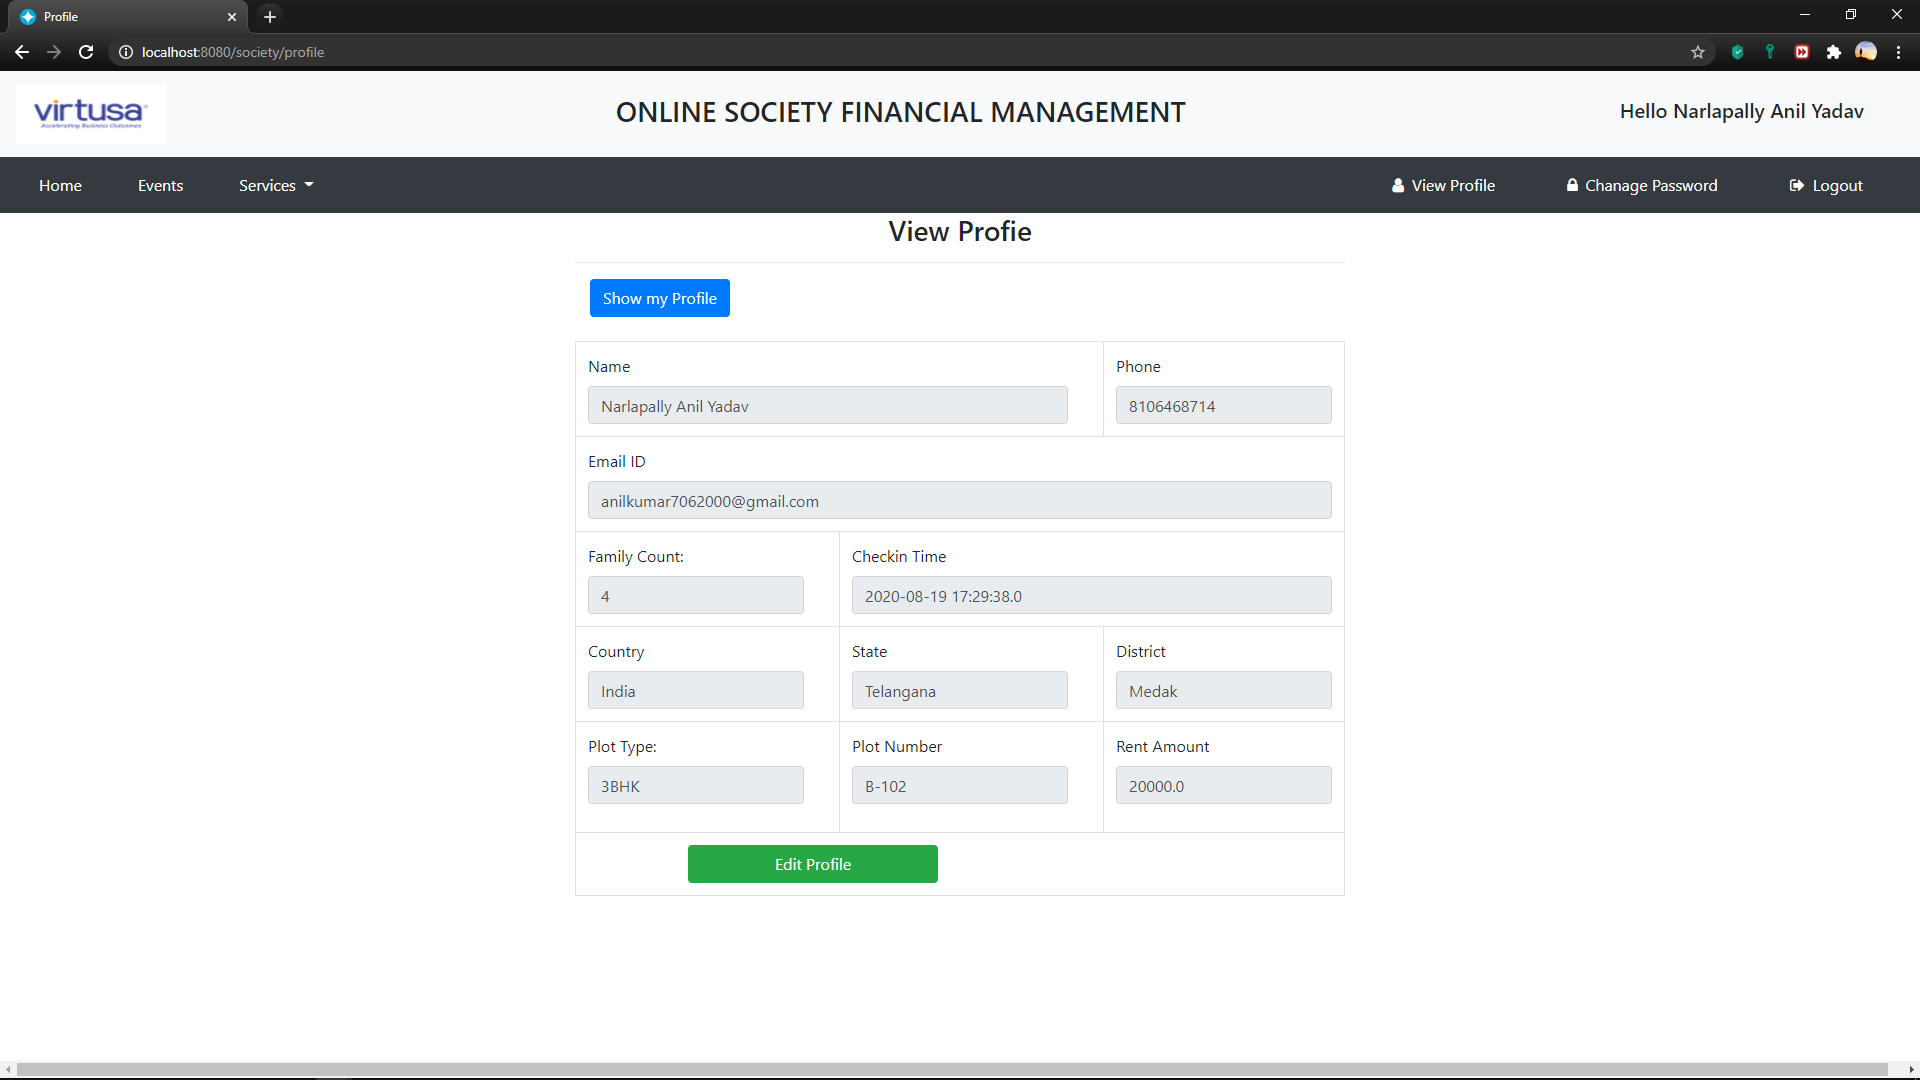 Profile
localhost:8080/society/profile
virtusa
Accelerating Business Outcomes
ONLINE SOCIETY FINANCIAL MANAGEMENT
Hello Narlapally Anil Yadav
Home Events Services View Profile Chanage Password Logout
View Profie
Show my Profile
Name Phone
Narlapally Anil Yadav 8106468714
Email ID
anilkumar7062000@gmail.com
Family Count: Checkin Time
4 2020-08-19 17:29:38.0
Country State District
India Telangana Medak
Plot Type: Plot Number Rent Amount
3BHK B-102 20000.0
Edit Profile